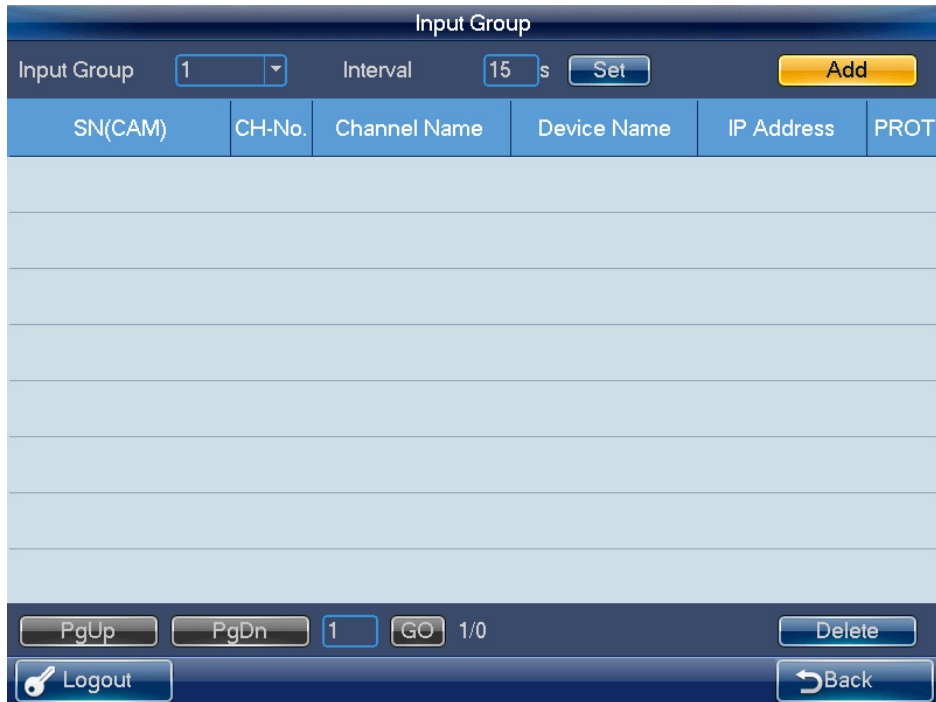 Input Group
Input Group 1 Interval 15 s Set Add
SN(CAM) CH-No. Channel Name Device Name IP Address PROT
PgUp PgDn 1 GO 1/0 Delete
Logout Back